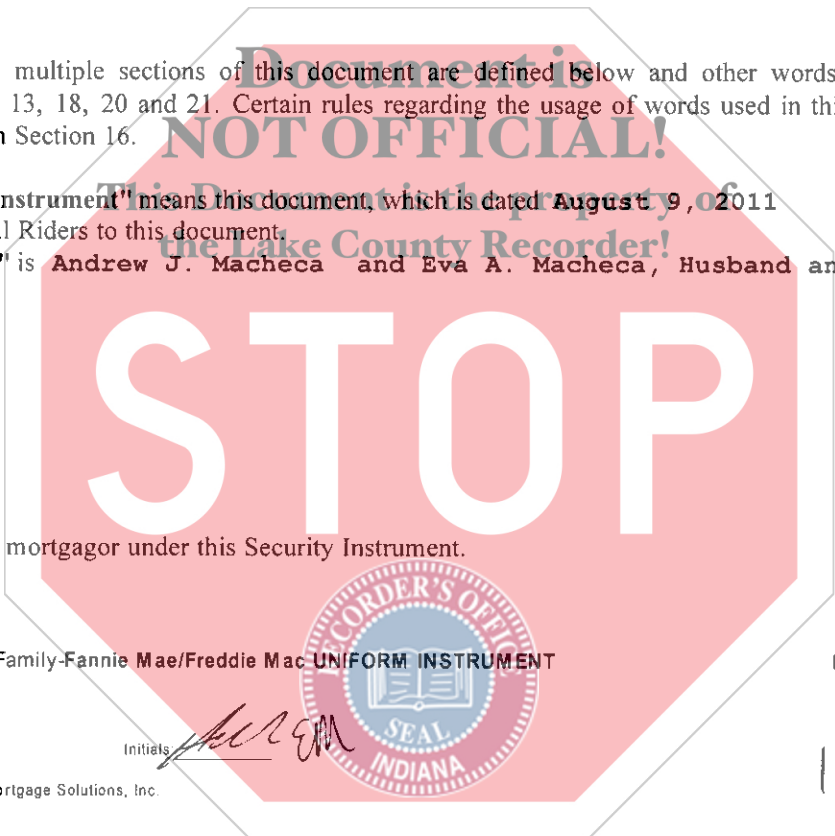 multiple sections of this document are defined below and other words
Document is
13, 18, 20 and 21. Certain rules regarding the usage of words used in thi
Section 16.
NOT OFFICIAL!
nstrument" means this document, which is dated August 9, 2011
This Document is the property of
l Riders to this document.
the Lake County Recorder!
" is Andrew J. Macheca and Eva A. Macheca, Husband an
STOP
mortgagor under this Security Instrument.
RECORDER'S OFFICE
Family-Fannie Mae/Freddie Mac UNIFORM INSTRUMENT
SEAL
INDIANA
Initials
rtgage Solutions, Inc.